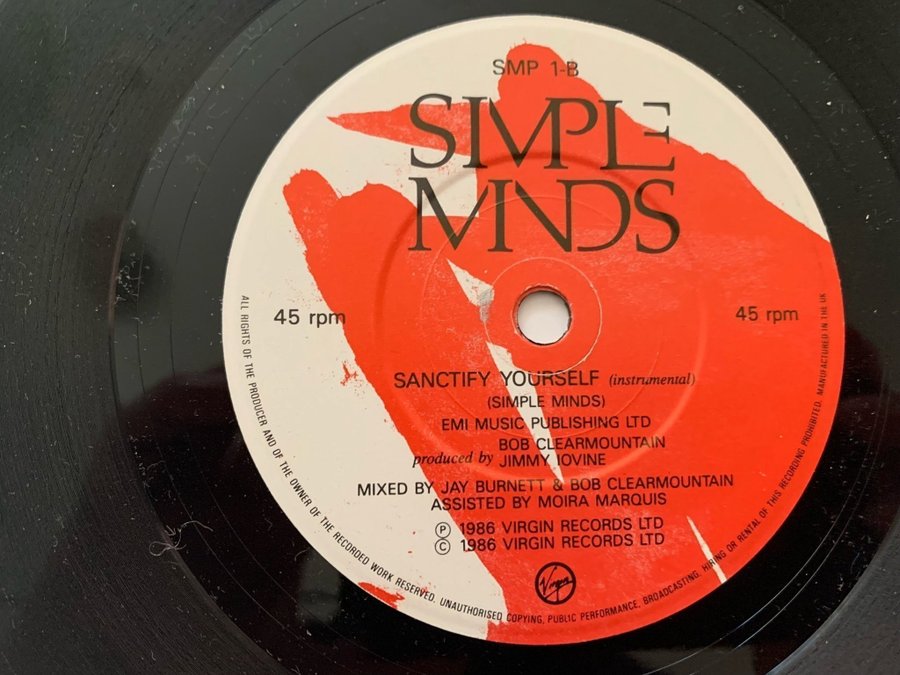 SMP 1-B
SIMPLE
MINDS
45 rpm
45 rpm
SANCTIFY YOURSELF (instrumental)
(SIMPLE MINDS)
EMI MUSIC PUBLISHING LTD
BOB CLEARMOUNTAIN
produced by JIMMY IOVINE
MIXED BY JAY BURNETT & BOB CLEARMOUNTAIN
ASSISTED BY MOIRA MARQUIS
℗ 1986 VIRGIN RECORDS LTD
© 1986 VIRGIN RECORDS LTD
Virgin
ALL RIGHTS OF THE PRODUCER AND OF THE OWNER OF THE RECORDED WORK RESERVED. UNAUTHORISED COPYING, PUBLIC PERFORMANCE, BROADCASTING, HIRING OR RENTAL OF THIS RECORDING PROHIBITED. MANUFACTURED IN THE UK